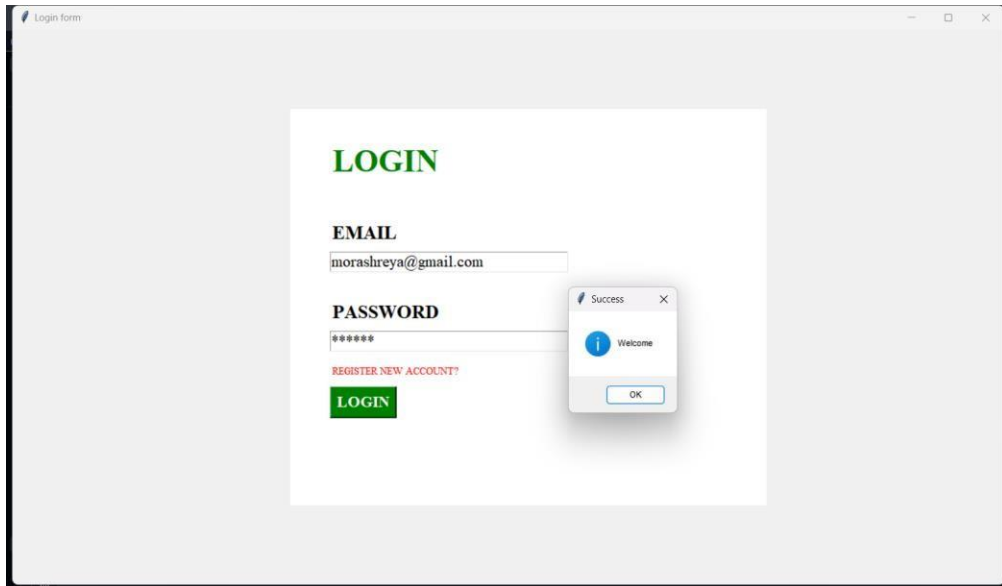 Login form
LOGIN
EMAIL
morashreya@gmail.com
PASSWORD
******
REGISTER NEW ACCOUNT?
LOGIN
Success
Welcome
OK